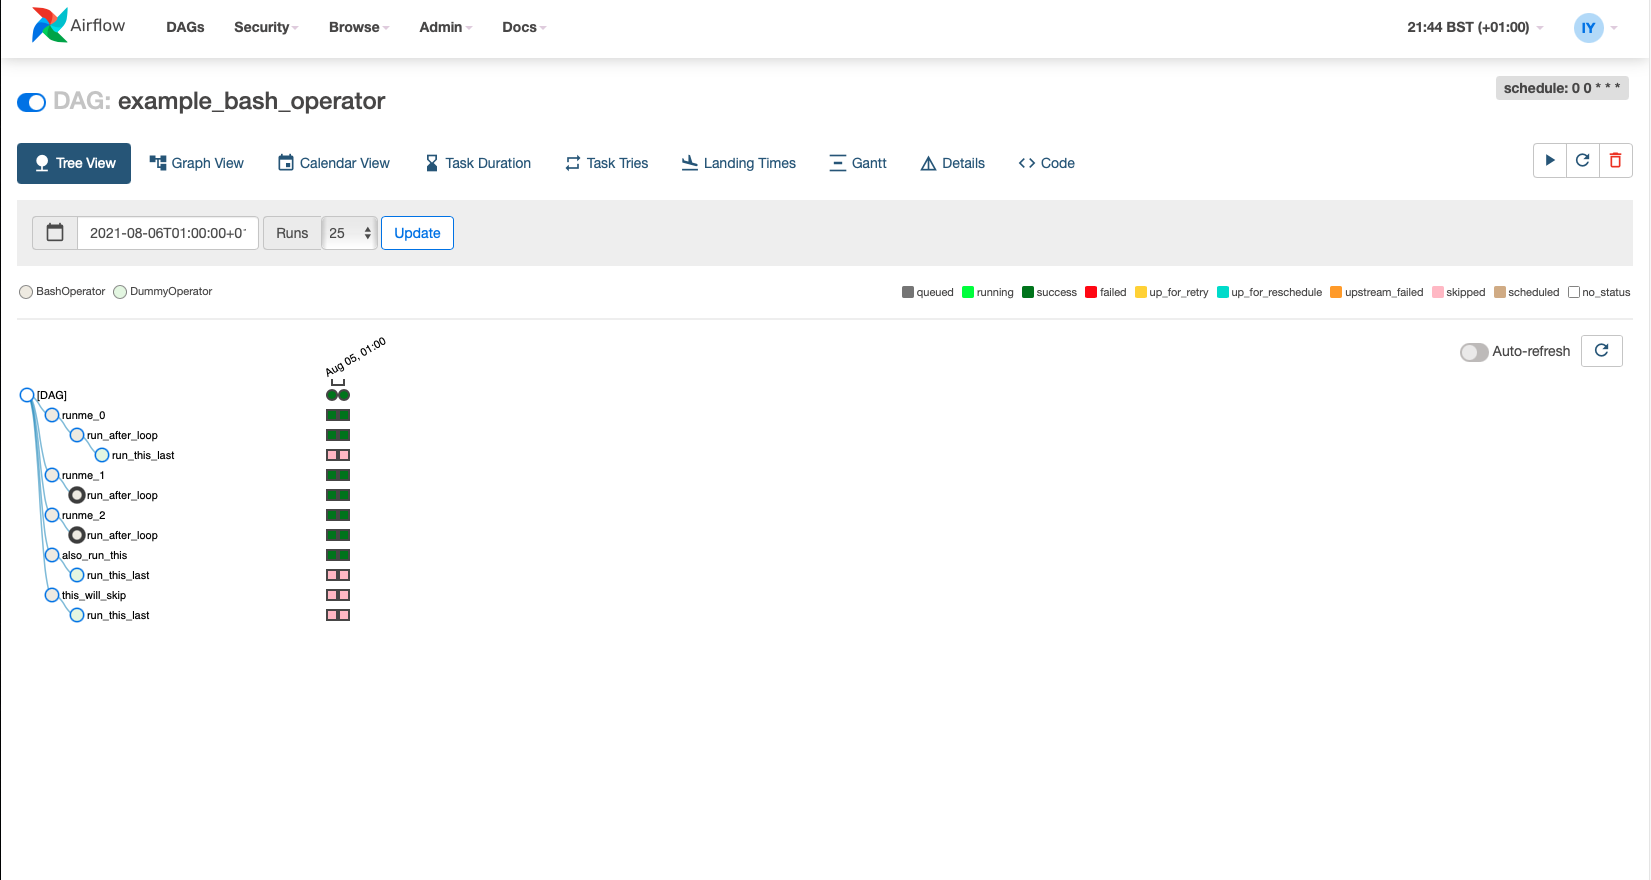 Airflow DAGs Security Browse Admin Docs 21:44 BST (+01:00) IY
DAG: example_bash_operator schedule: 0 0 * * *
Tree View Graph View Calendar View Task Duration Task Tries Landing Times Gantt Details Code
2021-08-06T01:00:00+01 Runs 25 Update
BashOperator DummyOperator queued running success failed up_for_retry up_for_reschedule upstream_failed skipped scheduled no_status
Auto-refresh
Aug 05, 01:00
[DAG]
runme_0
run_after_loop
run_this_last
runme_1
run_after_loop
runme_2
run_after_loop
also_run_this
run_this_last
this_will_skip
run_this_last